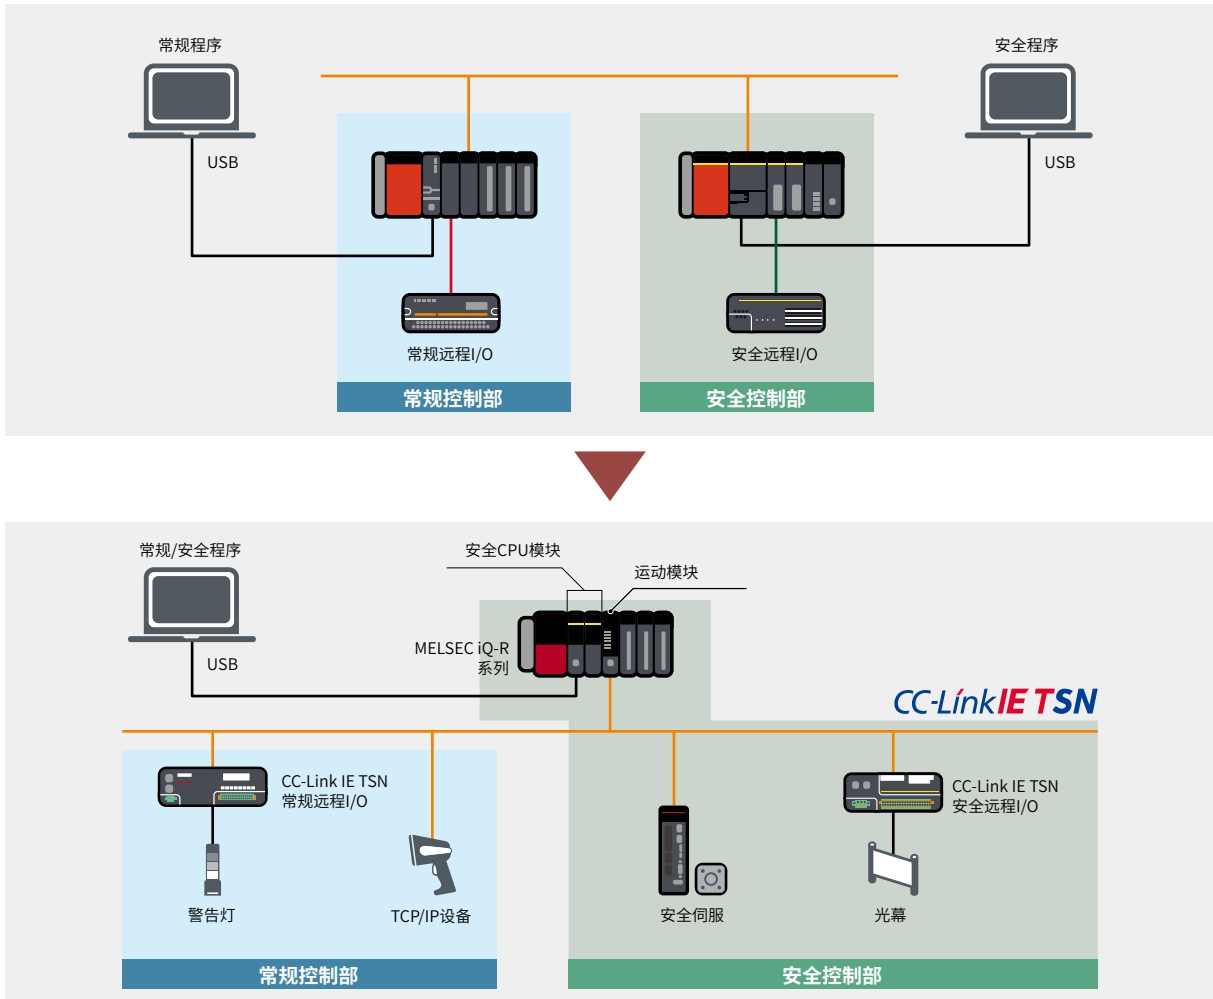 常规程序
安全程序
USB
USB
常规远程I/O
安全远程I/O
常规控制部
安全控制部
常规/安全程序
安全CPU模块
运动模块
USB
MELSEC iQ-R
系列
CC-Link IE TSN
CC-Link IE TSN
常规远程I/O
CC-Link IE TSN
安全远程I/O
警告灯
TCP/IP设备
安全伺服
光幕
常规控制部
安全控制部